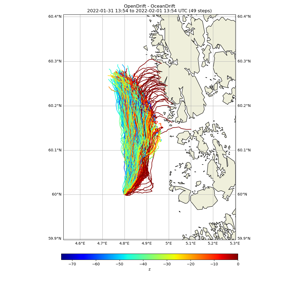 OpenDrift - OceanDrift
2022-01-31 13:54 to 2022-02-01 13:54 UTC (49 steps)
60.4°N 60.4°N
60.3°N 60.3°N
60.2°N 60.2°N
60.1°N 60.1°N
60°N 60°N
59.9°N 59.9°N
4.6°E 4.7°E 4.8°E 4.9°E 5°E 5.1°E 5.2°E 5.3°E
−70 −60 −50 −40 −30 −20 −10 0
z